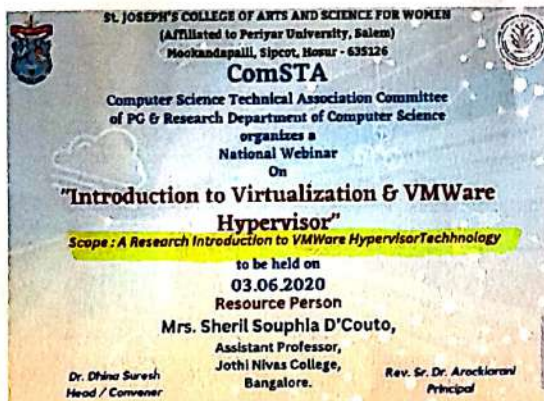 ST. JOSEPH'S COLLEGE OF ARTS AND SCIENCE FOR WOMEN
(Affiliated to Periyar University, Salem)
Mookandapalli, Sipcot, Hosur - 635126
ComSTA
Computer Science Technical Association Committee
of PG & Research Department of Computer Science
organizes a
National Webinar
On
"Introduction to Virtualization & VMWare
Hypervisor"
Scope : A Research Introduction to VMWare HypervisorTechhnology
to be held on
03.06.2020
Resource Person
Mrs. Sheril Souphia D'Couto,
Assistant Professor,
Jothi Nivas College,
Bangalore.
Dr. Dhina Suresh
Head / Convener
Rev. Sr. Dr. Arockiarani
Principal